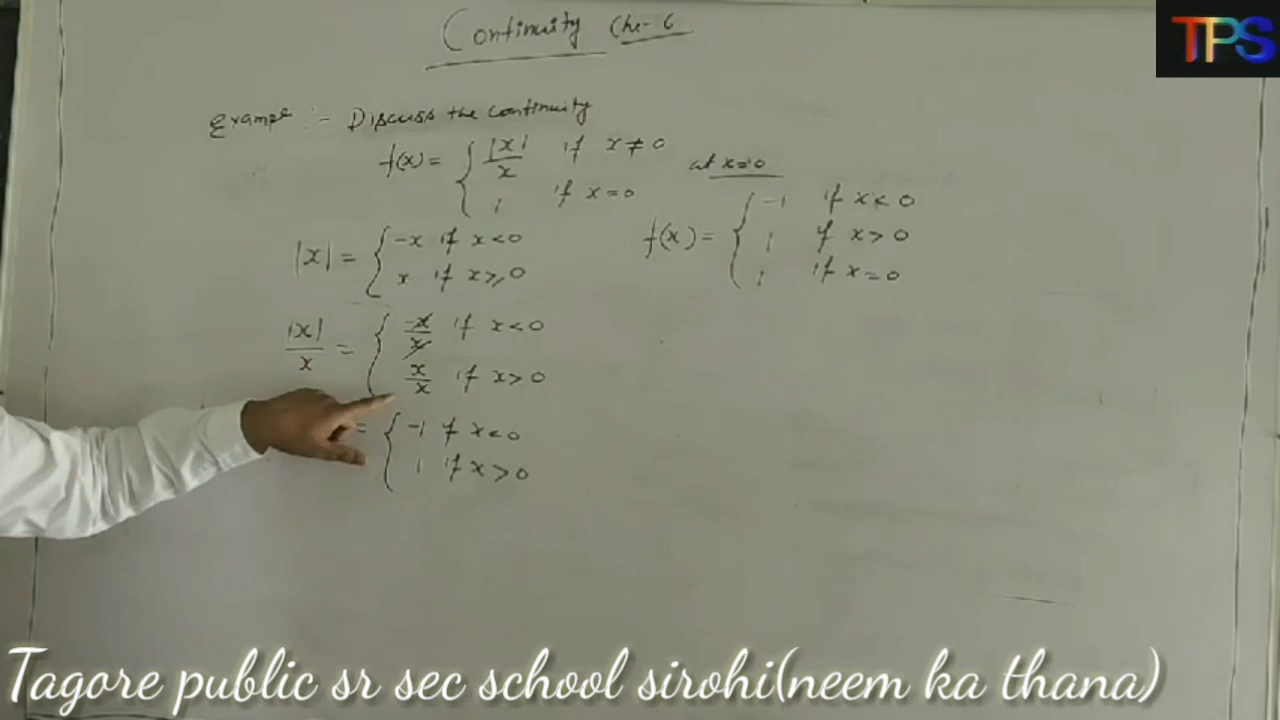 TPS
Continuity Che- 6
Example :- Discuss the continuity
f(x) = { |x|/x if x ≠ 0
1 if x = 0
at x=0
|x| = { -x if x < 0
x if x ≥ 0
|x|/x = { -x/x if x < 0
x/x if x > 0
= { -1 if x < 0
1 if x > 0
f(x) = { -1 if x < 0
1 if x > 0
1 if x = 0
Tagore public sr sec school sirohi(neem ka thana)